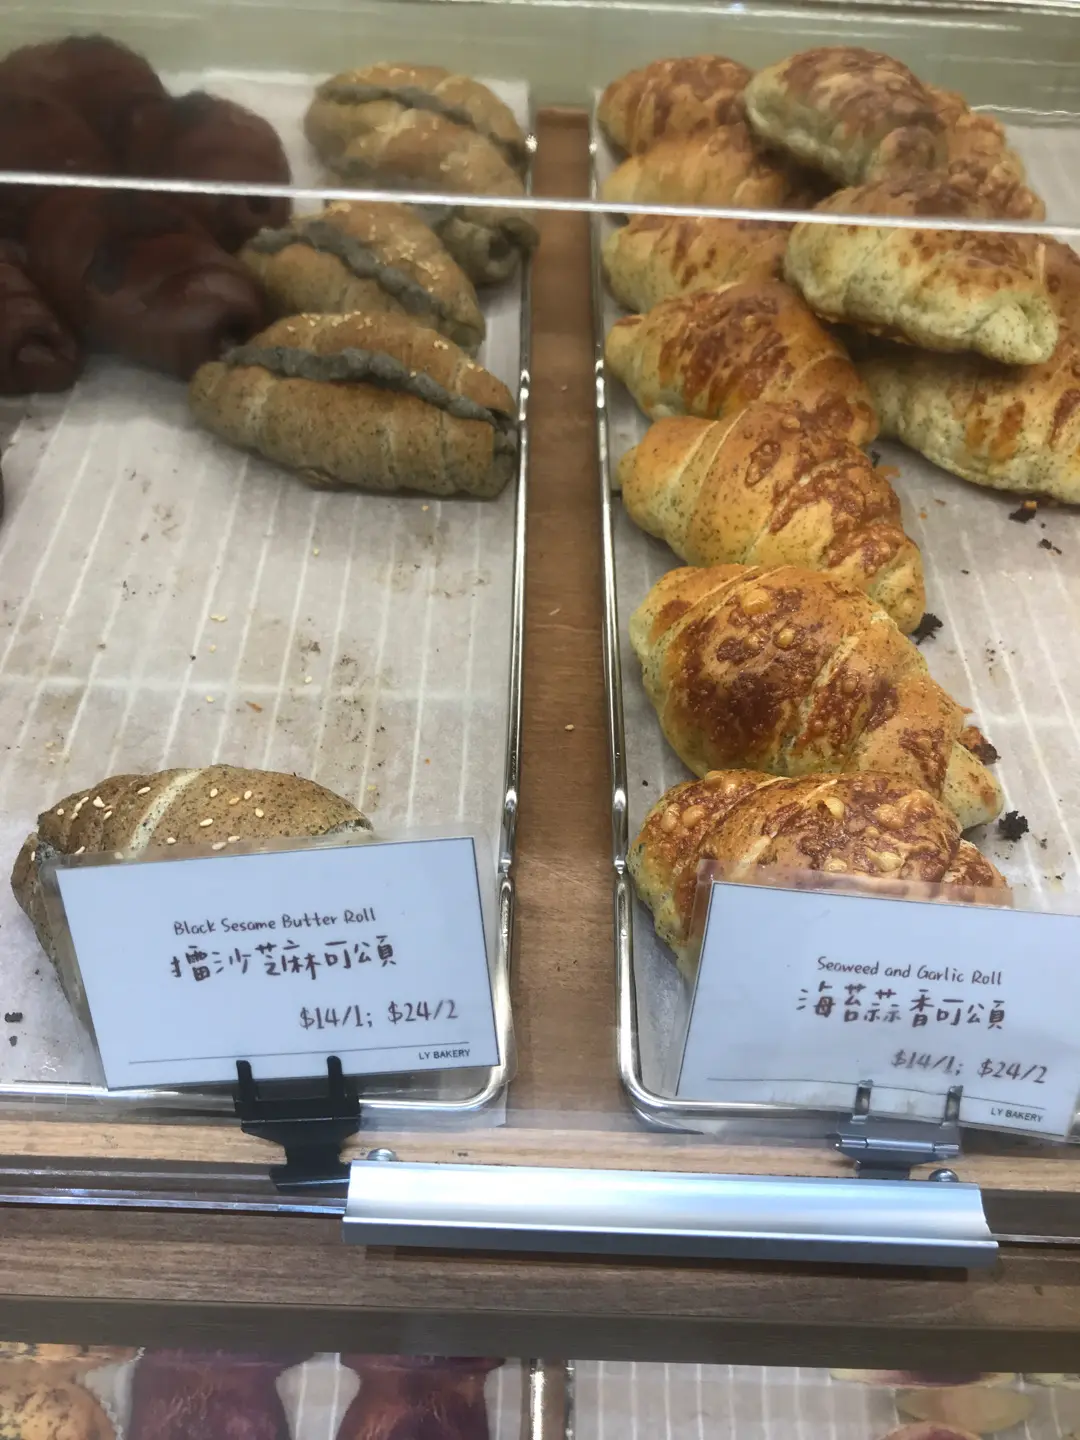 Black Sesame Butter Roll
擂沙芝麻可頌
$14/1; $24/2
LY BAKERY
Seaweed and Garlic Roll
海苔蒜香可頌
$14/1; $24/2
LY BAKERY